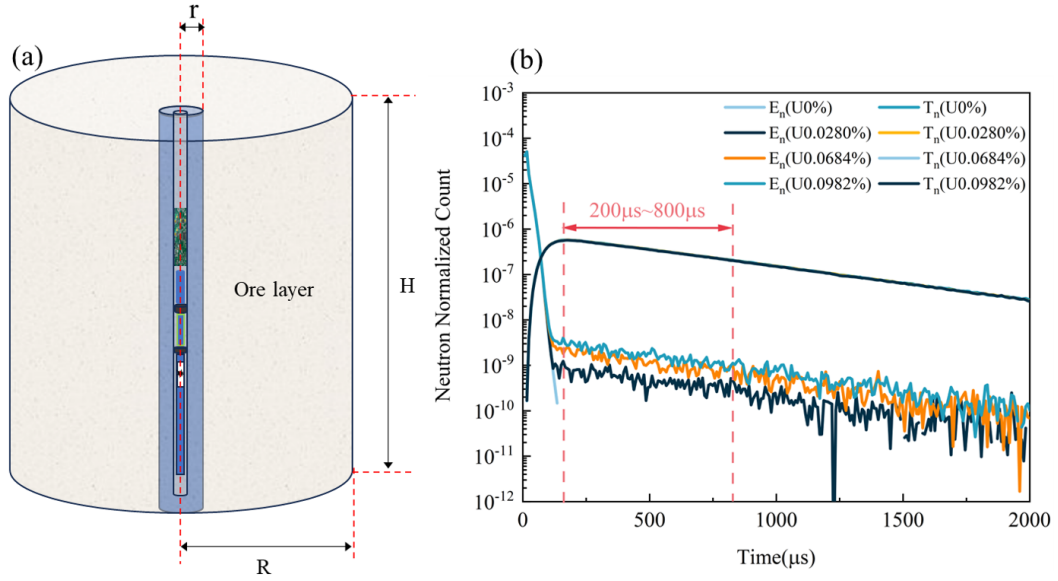 (a)
r
Ore layer
H
R
(b)
Neutron Normalized Count
10⁻³
10⁻⁴
10⁻⁵
10⁻⁶
10⁻⁷
10⁻⁸
10⁻⁹
10⁻¹⁰
10⁻¹¹
10⁻¹²
Eₙ(U0%) Tₙ(U0%)
Eₙ(U0.0280%) Tₙ(U0.0280%)
Eₙ(U0.0684%) Tₙ(U0.0684%)
Eₙ(U0.0982%) Tₙ(U0.0982%)
200μs~800μs
0 500 1000 1500 2000
Time(μs)